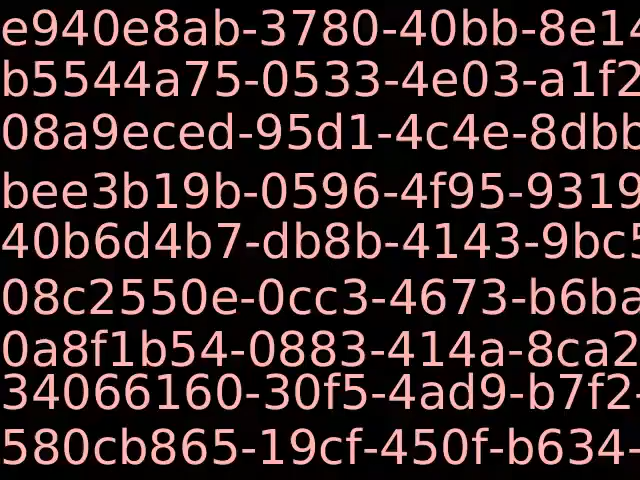 e940e8ab-3780-40bb-8e14
b5544a75-0533-4e03-a1f2
08a9eced-95d1-4c4e-8dbb
bee3b19b-0596-4f95-9319
40b6d4b7-db8b-4143-9bc5
08c2550e-0cc3-4673-b6ba
0a8f1b54-0883-414a-8ca2
34066160-30f5-4ad9-b7f2-
580cb865-19cf-450f-b634-